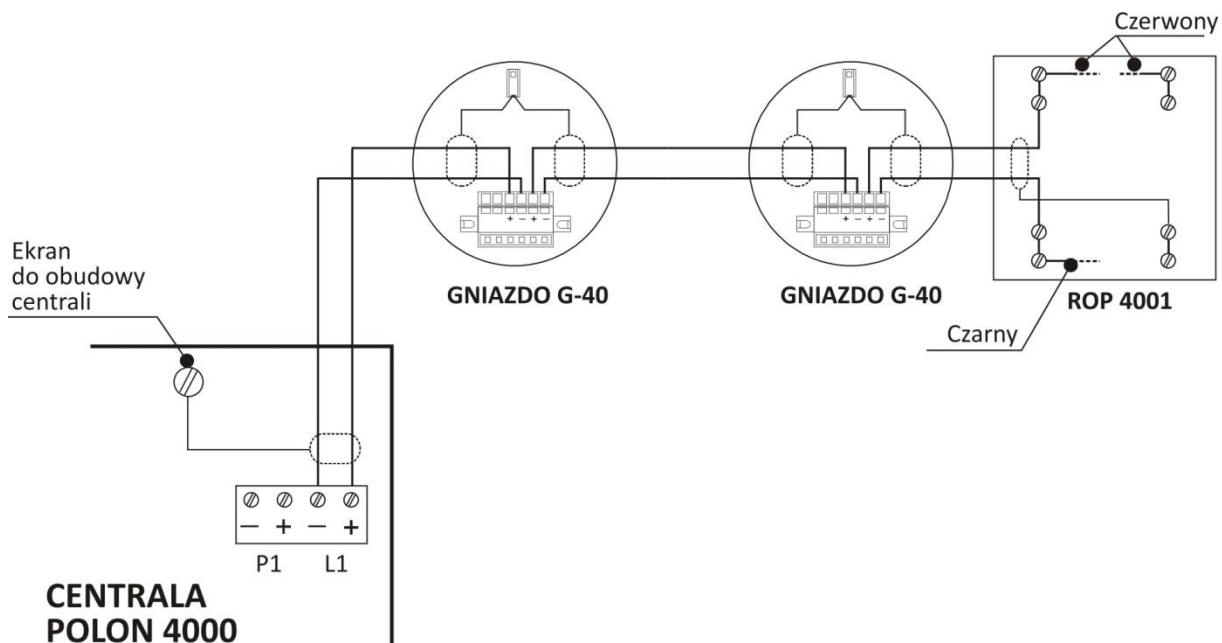 Czerwony
+ − + −
+ − + −
GNIAZDO G-40
GNIAZDO G-40
ROP 4001
Czarny
Ekran
do obudowy
centrali
− + − +
P1 L1
CENTRALA
POLON 4000